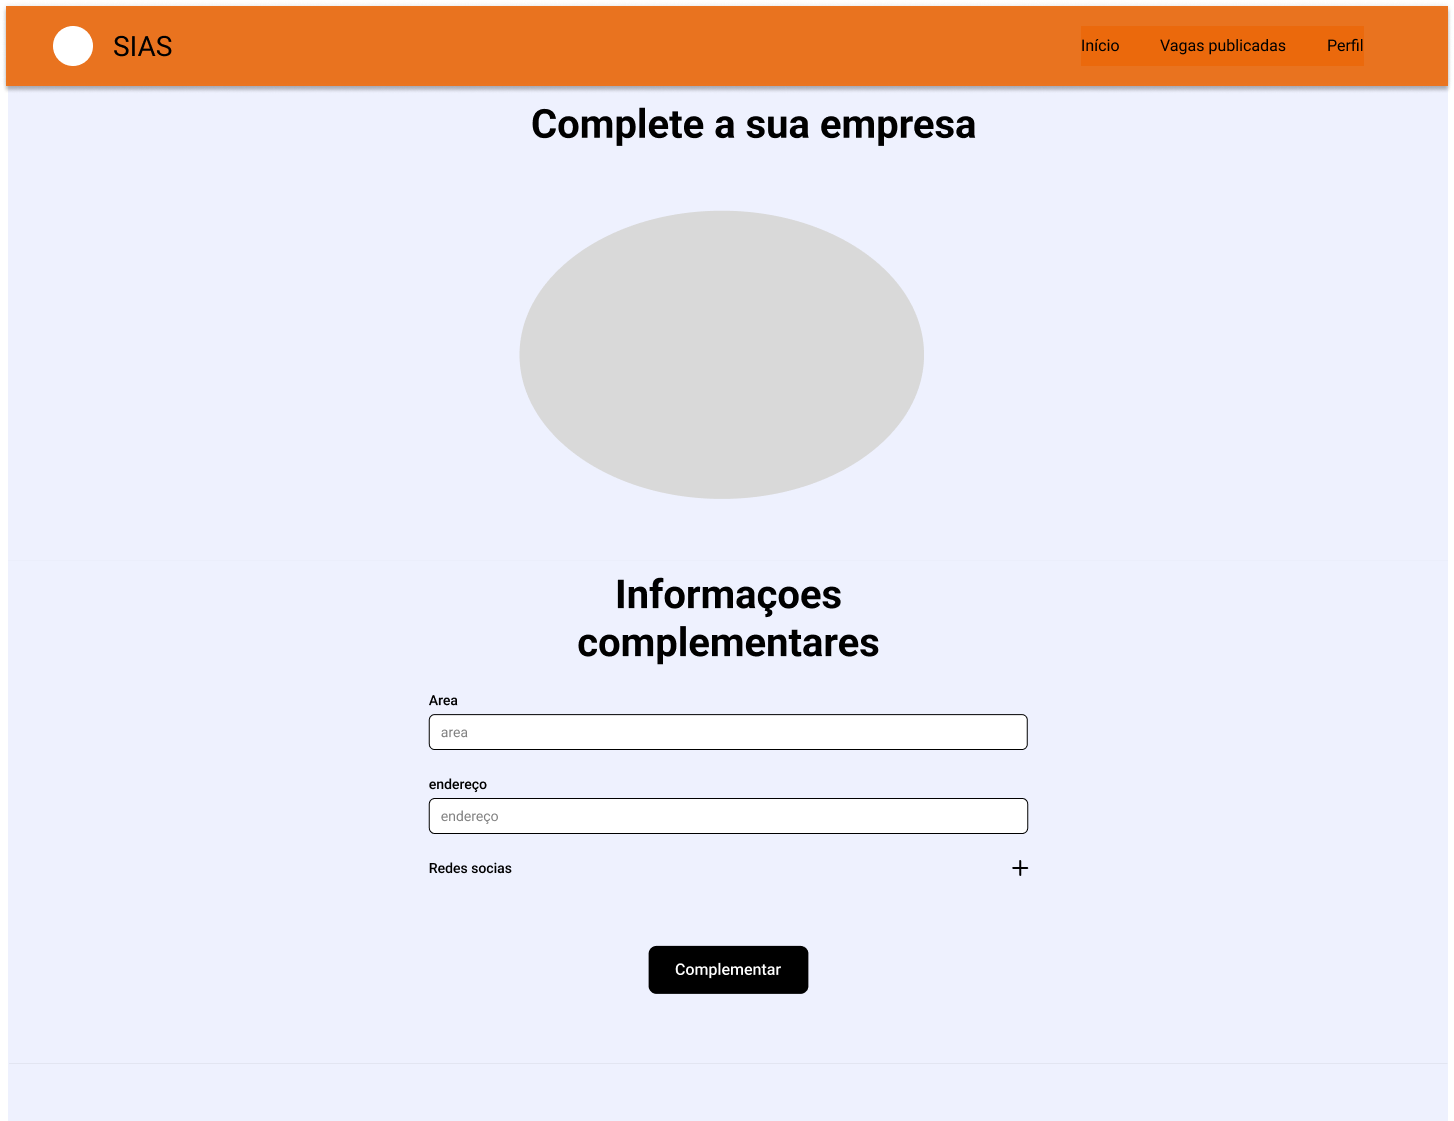 SIAS
Início Vagas publicadas Perfil
Complete a sua empresa
Informaçoes
complementares
Area
area
endereço
endereço
Redes socias
Complementar